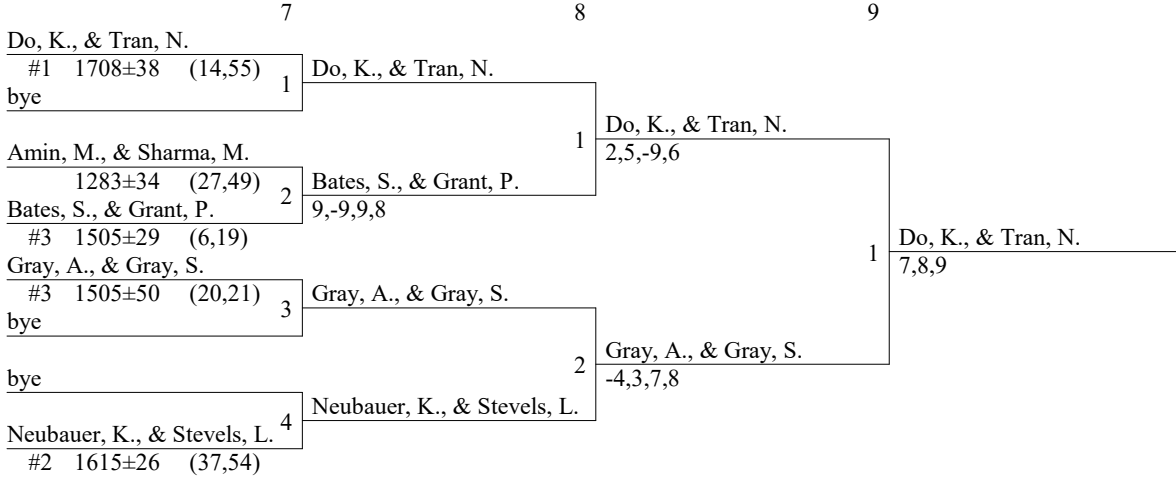 7 8 9
Do, K., & Tran, N.
#1 1708±38 (14,55)
1
Do, K., & Tran, N.
bye
1
Do, K., & Tran, N.
2,5,-9,6
Amin, M., & Sharma, M.
1283±34 (27,49)
2
Bates, S., & Grant, P.
9,-9,9,8
Bates, S., & Grant, P.
#3 1505±29 (6,19)
1
Do, K., & Tran, N.
7,8,9
Gray, A., & Gray, S.
#3 1505±50 (20,21)
3
Gray, A., & Gray, S.
bye
2
Gray, A., & Gray, S.
-4,3,7,8
bye
4
Neubauer, K., & Stevels, L.
Neubauer, K., & Stevels, L.
#2 1615±26 (37,54)